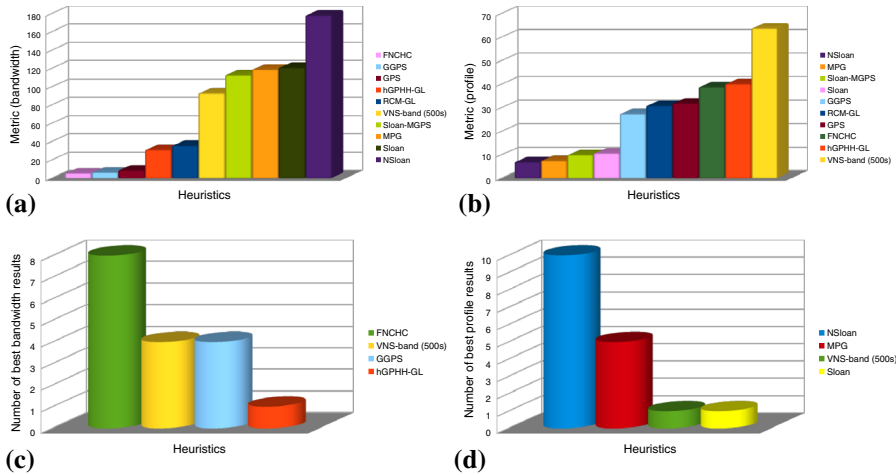 180
160
140
120
100
80
60
40
20
0
Metric (bandwidth)
Heuristics
FNCHC
GGPS
GPS
hGPHH-GL
RCM-GL
VNS-band (500s)
Sloan-MGPS
MPG
Sloan
NSloan
(a)
70
60
50
40
30
20
10
0
Metric (profile)
Heuristics
NSloan
MPG
Sloan-MGPS
Sloan
GGPS
RCM-GL
GPS
FNCHC
hGPHH-GL
VNS-band (500s)
(b)
8
7
6
5
4
3
2
1
0
Number of best bandwidth results
Heuristics
FNCHC
VNS-band (500s)
GGPS
hGPHH-GL
(c)
10
9
8
7
6
5
4
3
2
1
0
Number of best profile results
Heuristics
NSloan
MPG
VNS-band (500s)
Sloan
(d)